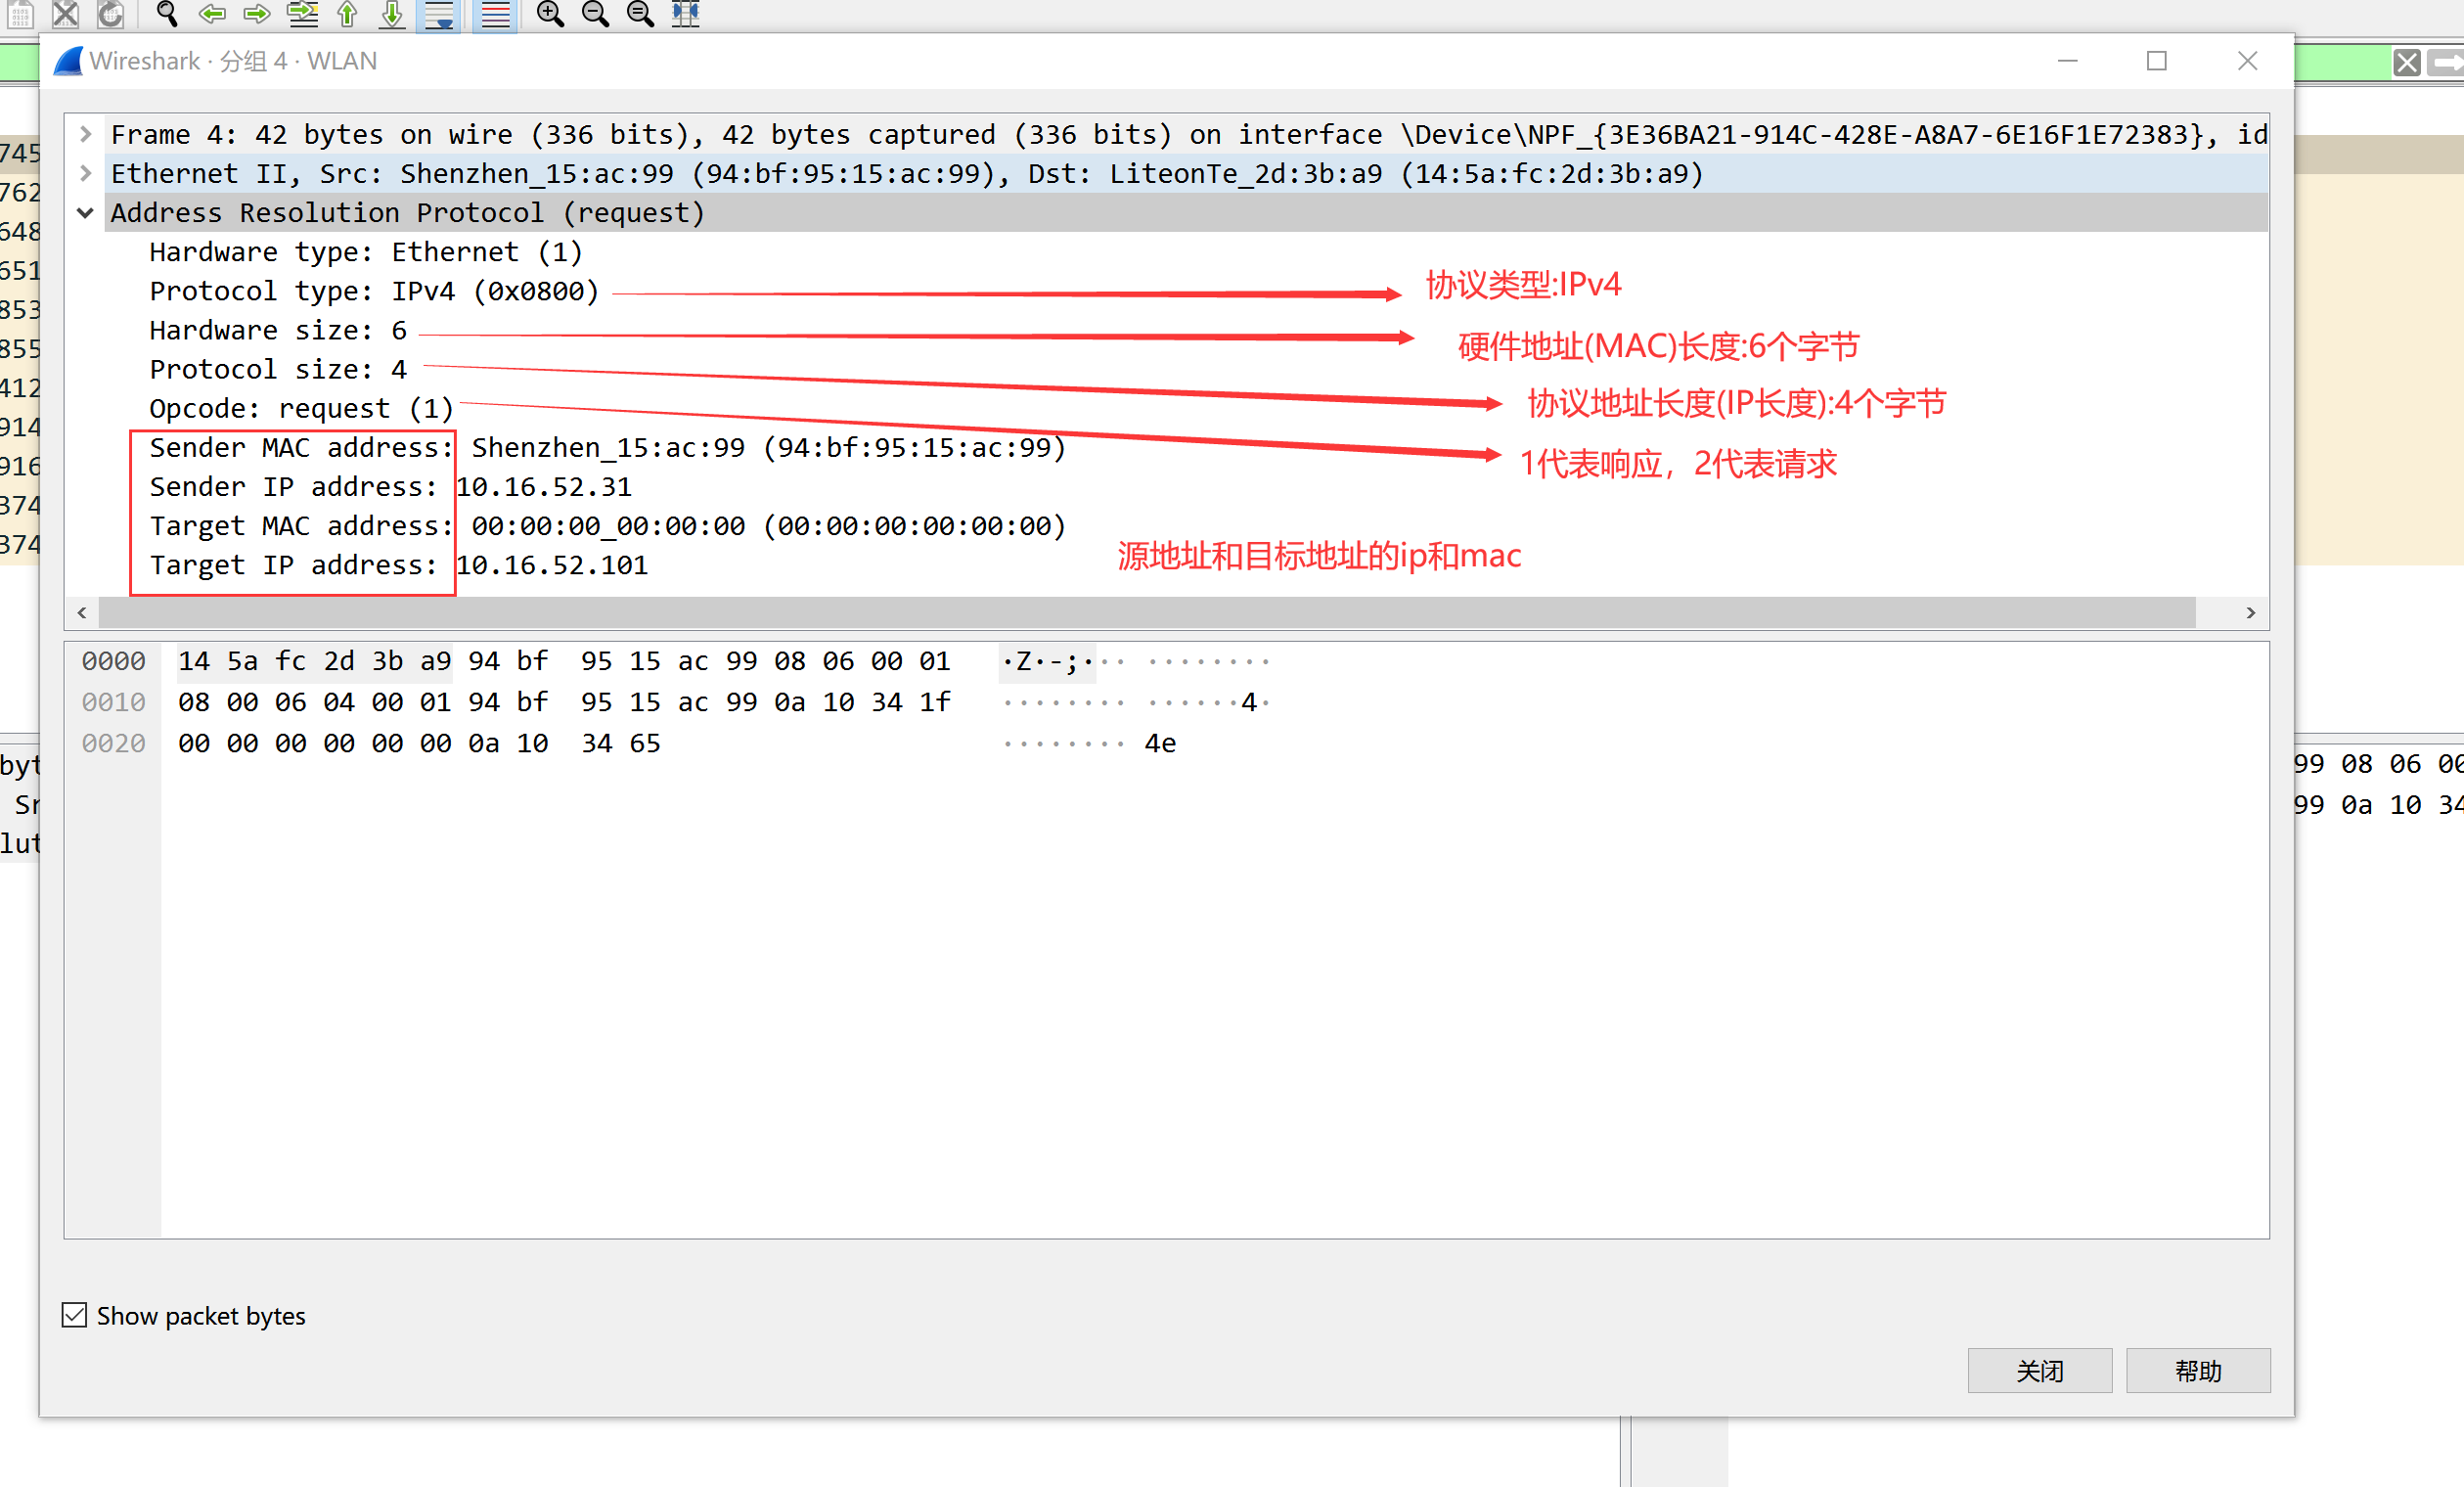 Wireshark · 分组 4 · WLAN
Frame 4: 42 bytes on wire (336 bits), 42 bytes captured (336 bits) on interface \Device\NPF_{3E36BA21-914C-428E-A8A7-6E16F1E72383}, id
Ethernet II, Src: Shenzhen_15:ac:99 (94:bf:95:15:ac:99), Dst: LiteonTe_2d:3b:a9 (14:5a:fc:2d:3b:a9)
Address Resolution Protocol (request)
Hardware type: Ethernet (1)
Protocol type: IPv4 (0x0800)
协议类型:IPv4
Hardware size: 6
硬件地址(MAC)长度:6个字节
Protocol size: 4
协议地址长度(IP长度):4个字节
Opcode: request (1)
1代表响应，2代表请求
Sender MAC address: Shenzhen_15:ac:99 (94:bf:95:15:ac:99)
Sender IP address: 10.16.52.31
Target MAC address: 00:00:00_00:00:00 (00:00:00:00:00:00)
Target IP address: 10.16.52.101
源地址和目标地址的ip和mac
0000 14 5a fc 2d 3b a9 94 bf 95 15 ac 99 08 06 00 01 ·Z·-;··· ········
0010 08 00 06 04 00 01 94 bf 95 15 ac 99 0a 10 34 1f ········ ······4·
0020 00 00 00 00 00 00 0a 10 34 65 ········ 4e
745
762
648
651
853
855
412
914
916
374
374
byt
Sr
lut
99 08 06 00
99 0a 10 34
Show packet bytes
关闭
帮助